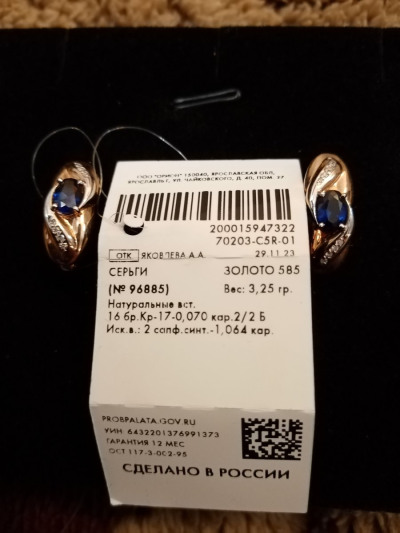 ООО "ОРИОН" 150040, ЯРОСЛАВСКАЯ ОБЛ,
ЯРОСЛАВЛЬ Г, УЛ. ЧАЙКОВСКОГО, Д. 40, ПОМ. 37
200015947322
70203-С5R-01
ОТК ЯКОВЛЕВА А.А. 29.11.23
СЕРЬГИ ЗОЛОТО 585
(№ 96885) Вес: 3,25 гр.
Натуральные вст.
16 бр.Кр-17-0,070 кар.2/2 Б
Иск.в.: 2 сапф.синт.-1,064 кар.
PROBPALATA.GOV.RU
УИН: 6432201376991373
ГАРАНТИЯ 12 МЕС
ОСТ 117-3-002-95
СДЕЛАНО В РОССИИ